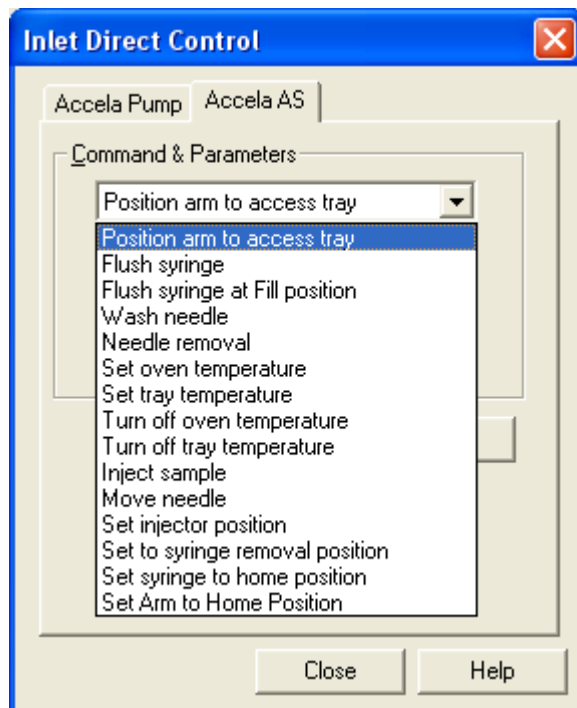 Inlet Direct Control
Accela Pump
Accela AS
Command & Parameters
Position arm to access tray
Position arm to access tray
Flush syringe
Flush syringe at Fill position
Wash needle
Needle removal
Set oven temperature
Set tray temperature
Turn off oven temperature
Turn off tray temperature
Inject sample
Move needle
Set injector position
Set to syringe removal position
Set syringe to home position
Set Arm to Home Position
Close
Help